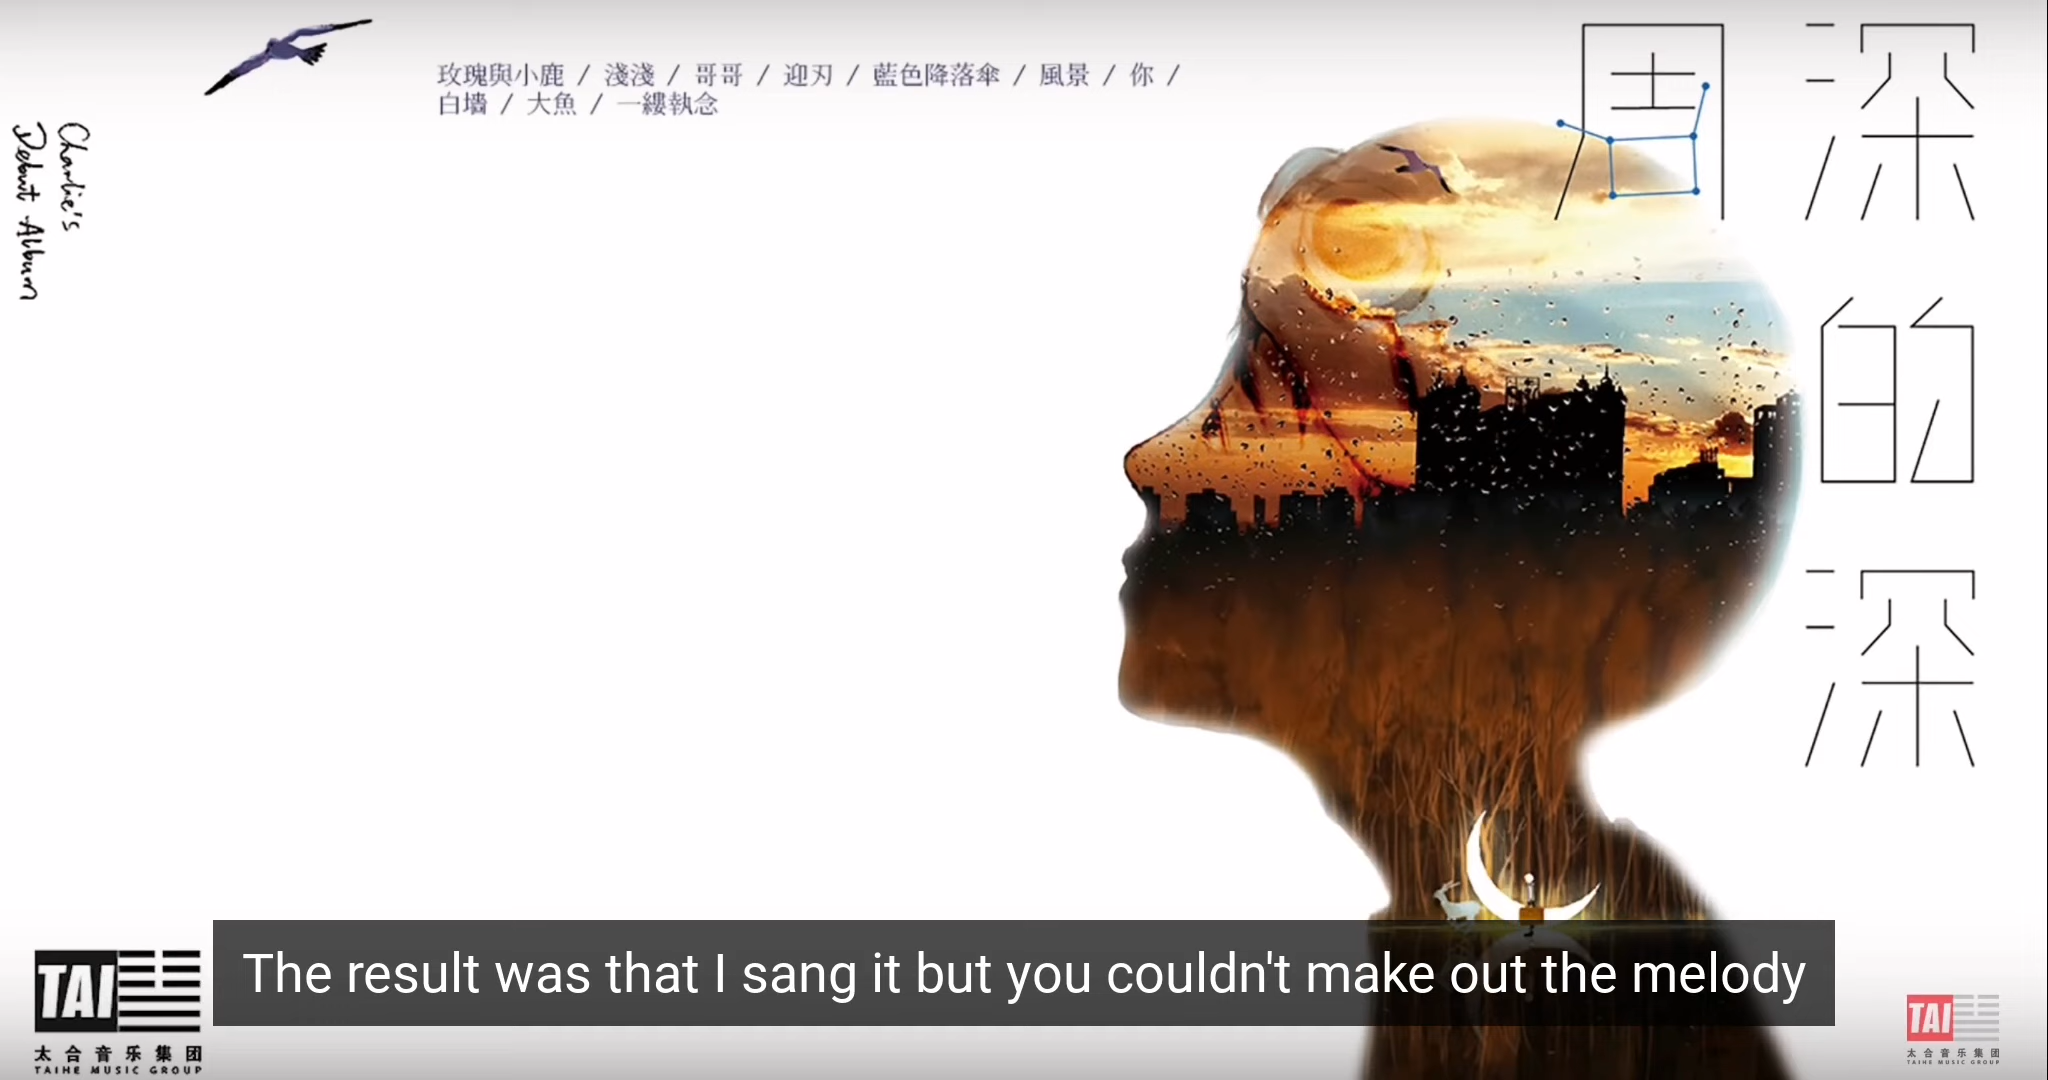 玫瑰與小鹿 / 淺淺 / 哥哥 / 迎刃 / 藍色降落傘 / 風景 / 你 /
白墻 / 大魚 / 一縷執念
Charlie's
Debut Album
周深
的
深
The result was that I sang it but you couldn't make out the melody
TAI
太合音乐集团
TAIHE MUSIC GROUP
TAI
太合音乐集团
TAIHE MUSIC GROUP